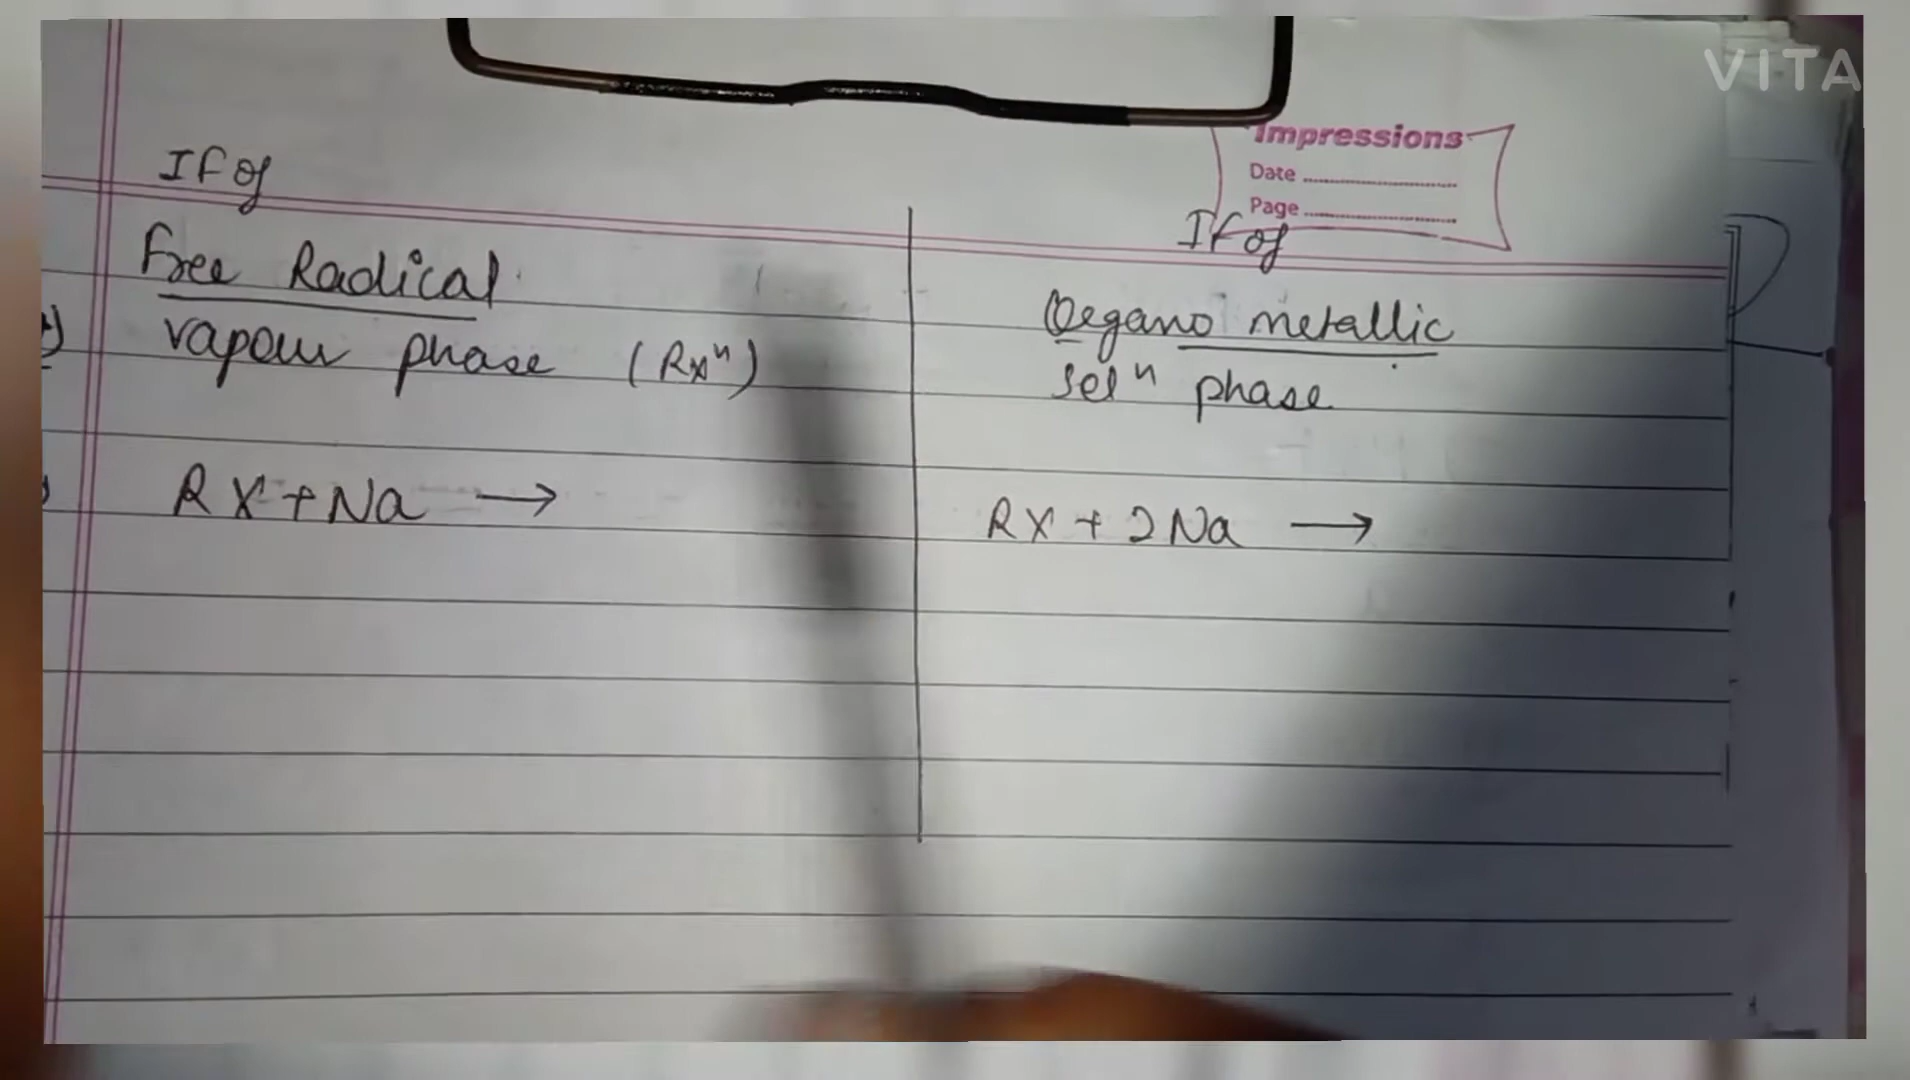 VITA
Impressions
Date
Page
IF of
Free Radical
vapour phase (Rxⁿ)
RX + Na →
IF of
Organo metallic
Solⁿ phase
RX + 2Na →